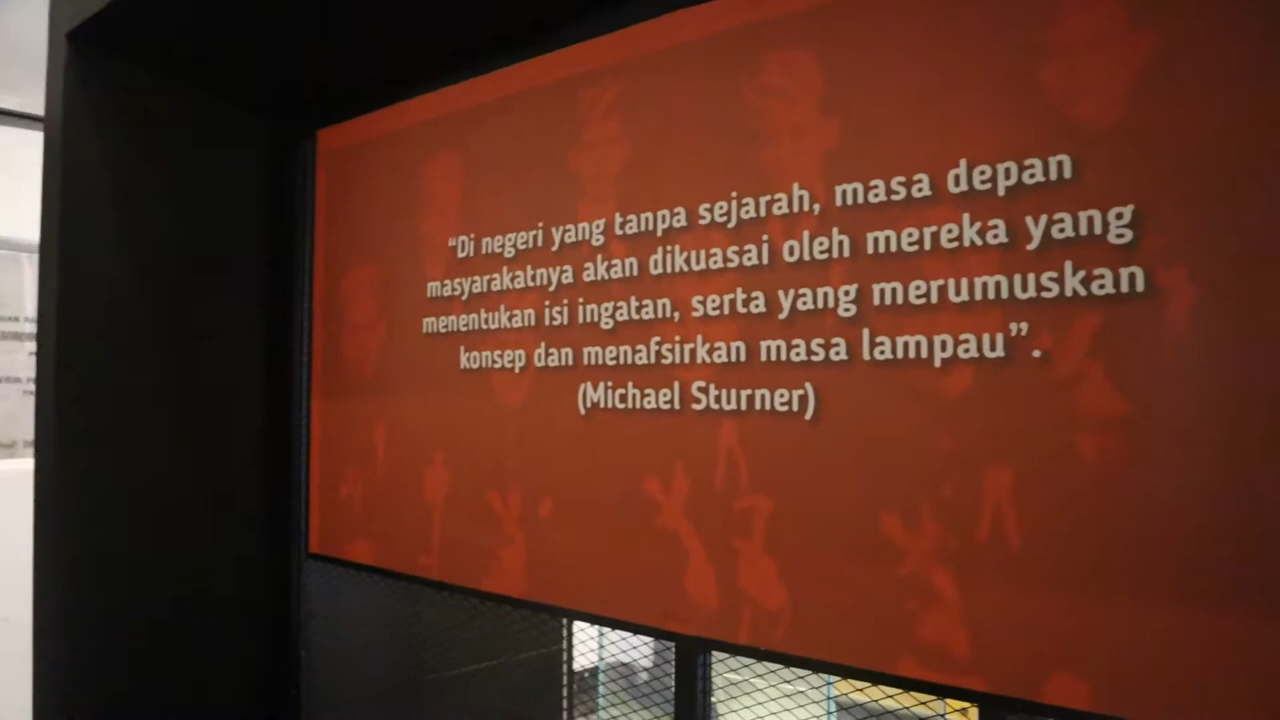 “Di negeri yang tanpa sejarah, masa depan
masyarakatnya akan dikuasai oleh mereka yang
menentukan isi ingatan, serta yang merumuskan
konsep dan menafsirkan masa lampau”.
(Michael Sturner)